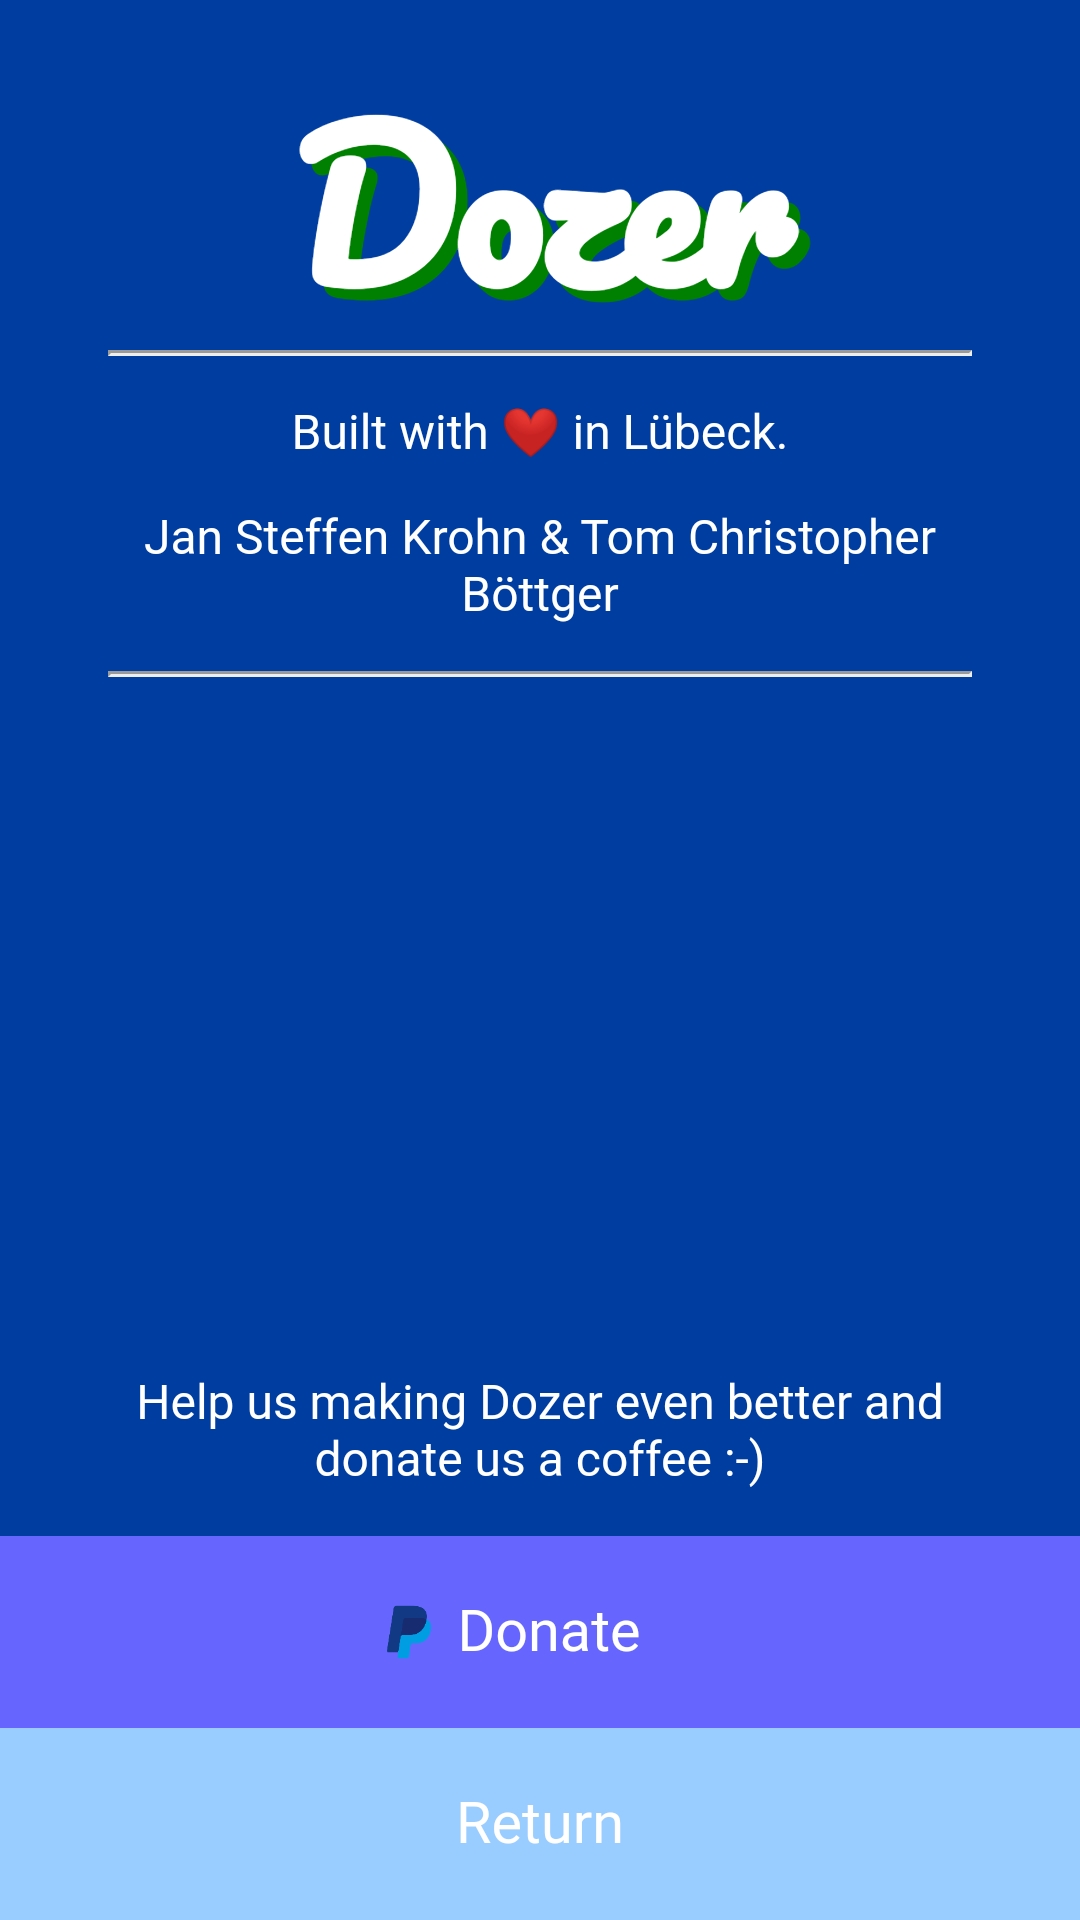 Dozer
Built with ❤️ in Lübeck.
Jan Steffen Krohn & Tom Christopher
Böttger
Help us making Dozer even better and
donate us a coffee :-)
Donate
Return